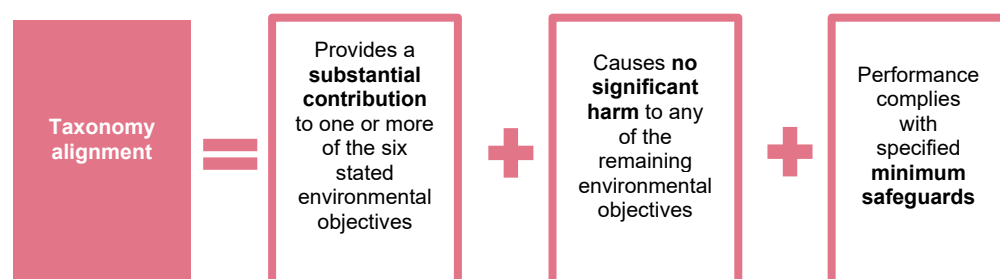 Taxonomy
alignment
=
Provides a
substantial
contribution
to one or more
of the six
stated
environmental
objectives
+
Causes no
significant
harm to any
of the
remaining
environmental
objectives
+
Performance
complies
with
specified
minimum
safeguards